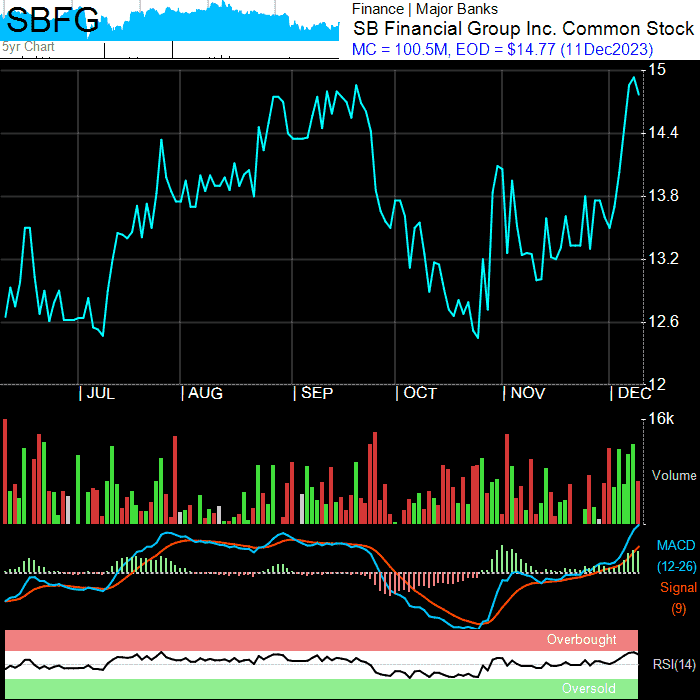 SBFG
5yr Chart
Finance | Major Banks
SB Financial Group Inc. Common Stock
MC = 100.5M, EOD = $14.77 (11Dec2023)
15
14.4
13.8
13.2
12.6
12
| JUL | AUG | SEP | OCT | NOV | DEC
16k
Volume
MACD
(12-26)
Signal
(9)
Overbought
RSI(14)
Oversold